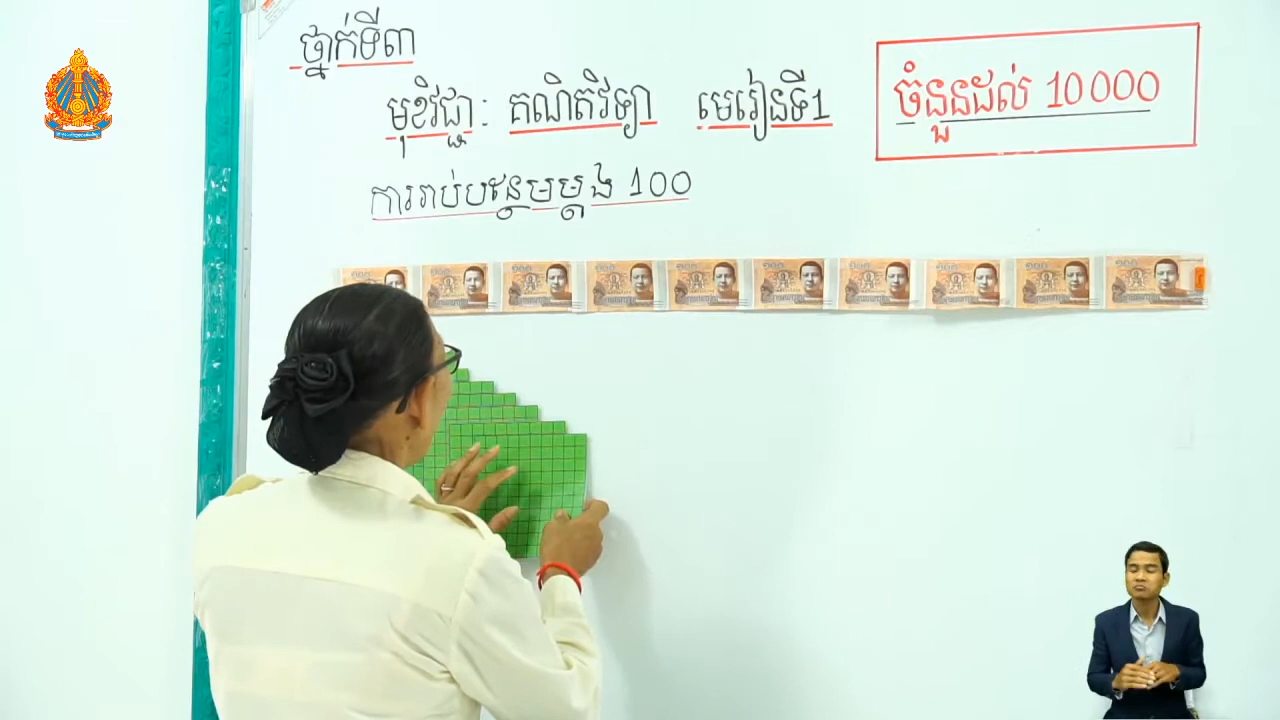 ថ្នាក់ទី៣
មុខវិជ្ជា : គណិតវិទ្យា មេរៀនទី1
ចំនួនដល់ 10000
ការរាប់បន្ថែមម្តង 100